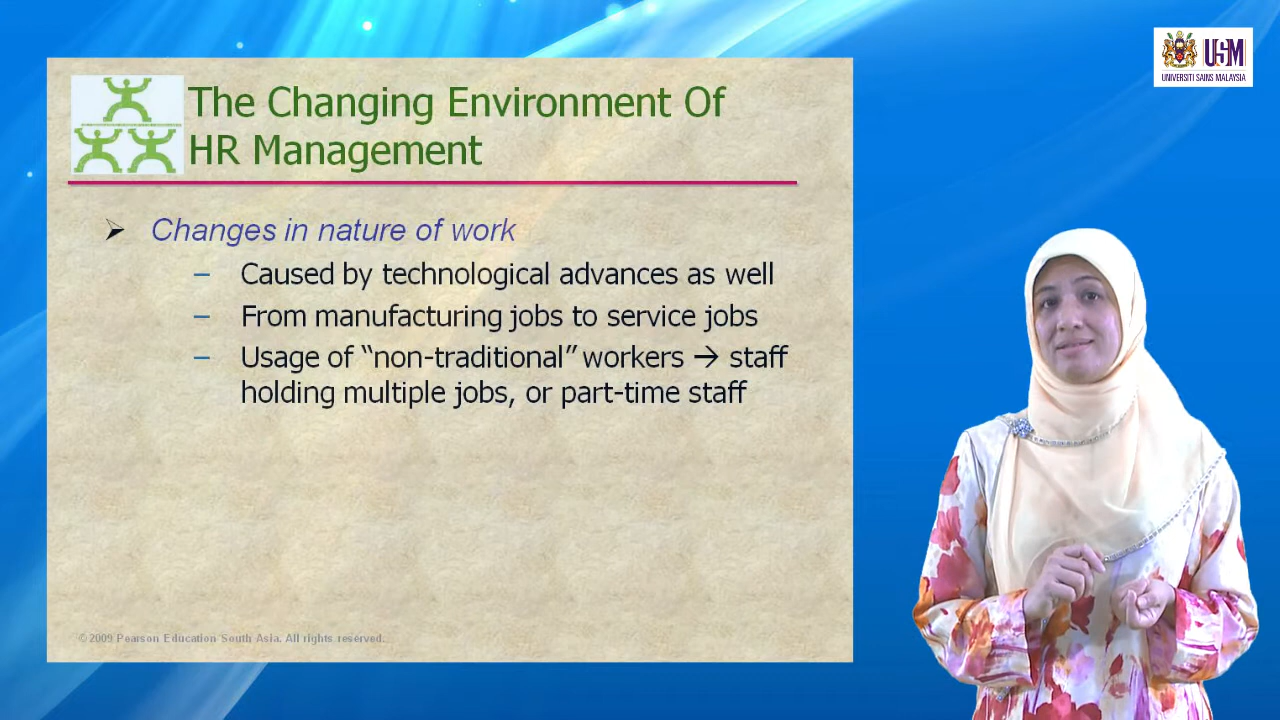 USM
UNIVERSITI SAINS MALAYSIA
The Changing Environment Of
HR Management
➢ Changes in nature of work
– Caused by technological advances as well
– From manufacturing jobs to service jobs
– Usage of “non-traditional” workers → staff
holding multiple jobs, or part-time staff
© 2009 Pearson Education South Asia. All rights reserved.